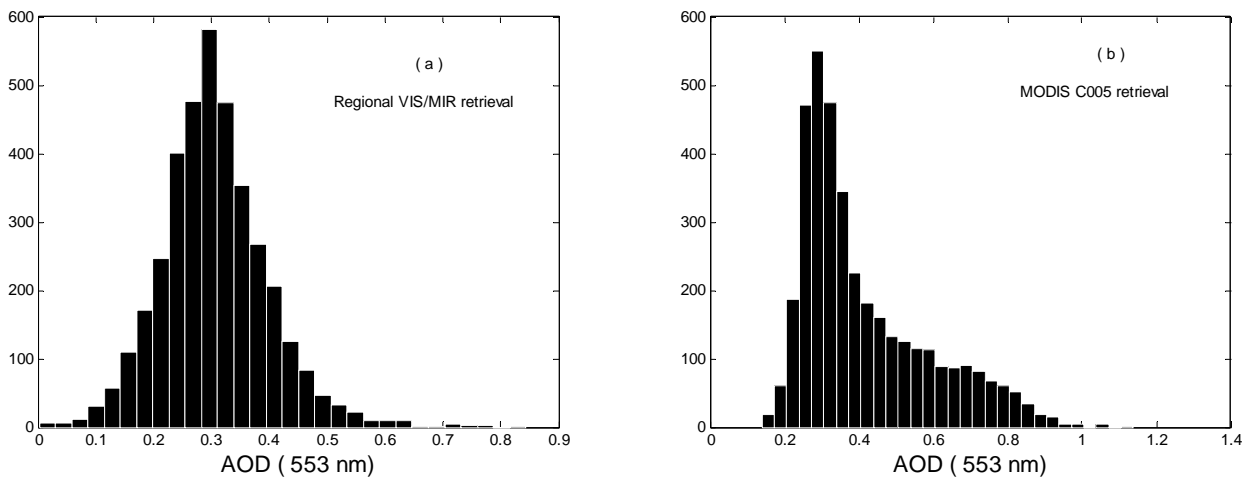 600
500
400
300
200
100
0
( a )
Regional VIS/MIR retrieval
0 0.1 0.2 0.3 0.4 0.5 0.6 0.7 0.8 0.9
AOD ( 553 nm)
600
500
400
300
200
100
0
( b )
MODIS C005 retrieval
0 0.2 0.4 0.6 0.8 1 1.2 1.4
AOD ( 553 nm)